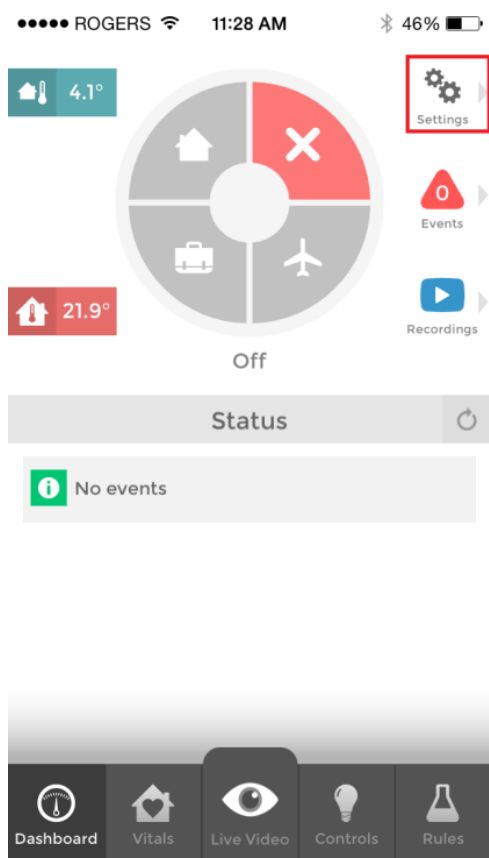 ROGERS 11:28 AM 46%
4.1°
Settings
0
Events
21.9°
Recordings
Off
Status
No events
Dashboard Vitals Live Video Controls Rules